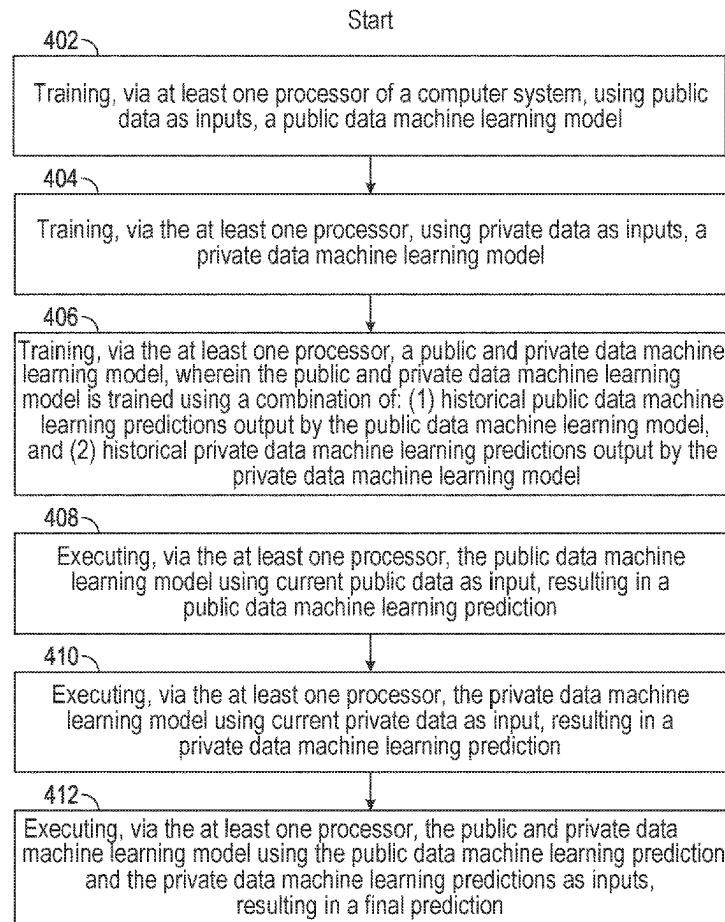 Start
402
Training, via at least one processor of a computer system, using public
data as inputs, a public data machine learning model
404
Training, via the at least one processor, using private data as inputs, a
private data machine learning model
406
Training, via the at least one processor, a public and private data machine
learning model, wherein the public and private data machine learning
model is trained using a combination of: (1) historical public data machine
learning predictions output by the public data machine learning model,
and (2) historical private data machine learning predictions output by the
private data machine learning model
408
Executing, via the at least one processor, the public data machine
learning model using current public data as input, resulting in a
public data machine learning prediction
410
Executing, via the at least one processor, the private data machine
learning model using current private data as input, resulting in a
private data machine learning prediction
412
Executing, via the at least one processor, the public and private data
machine learning model using the public data machine learning prediction
and the private data machine learning predictions as inputs,
resulting in a final prediction